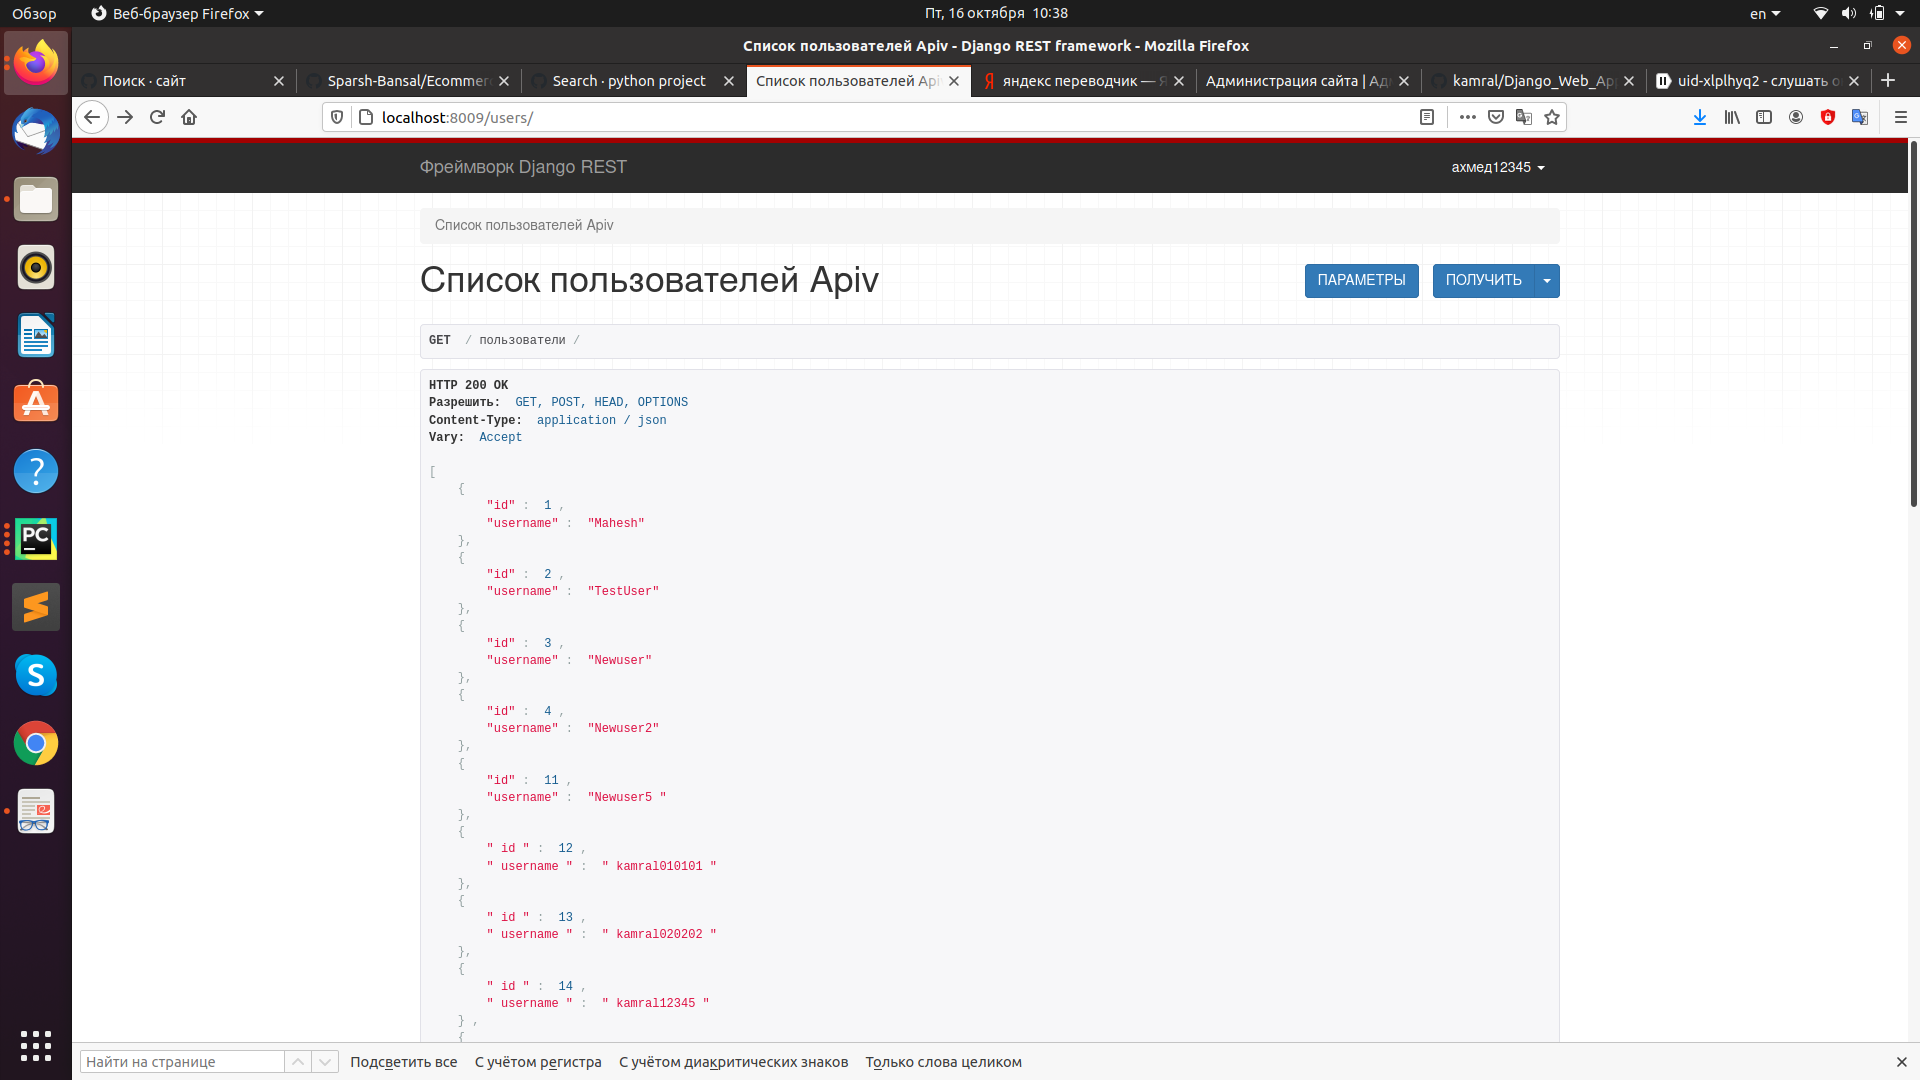 Обзор
Веб-браузер Firefox
Пт, 16 октября 10:38
en
Список пользователей Apiv - Django REST framework - Mozilla Firefox
Поиск · сайт
Sparsh-Bansal/Ecommer
Search · python project
Список пользователей Api
яндекс переводчик — Я
Администрация сайта | Ад
kamral/Django_Web_Ap
uid-xlplhyq2 - слушать о
localhost:8009/users/
Фреймворк Django REST
ахмед12345
Список пользователей Apiv
Список пользователей Apiv
ПАРАМЕТРЫ
ПОЛУЧИТЬ
GET / пользователи /
HTTP 200 OK
Разрешить: GET, POST, HEAD, OPTIONS
Content-Type: application / json
Vary: Accept
[
{
"id" : 1 ,
"username" : "Mahesh"
},
{
"id" : 2 ,
"username" : "TestUser"
},
{
"id" : 3 ,
"username" : "Newuser"
},
{
"id" : 4 ,
"username" : "Newuser2"
},
{
"id" : 11 ,
"username" : "Newuser5 "
},
{
" id " : 12 ,
" username " : " kamral010101 "
},
{
" id " : 13 ,
" username " : " kamral020202 "
},
{
" id " : 14 ,
" username " : " kamral12345 "
} ,
{
Найти на странице
Подсветить все
С учётом регистра
С учётом диакритических знаков
Только слова целиком